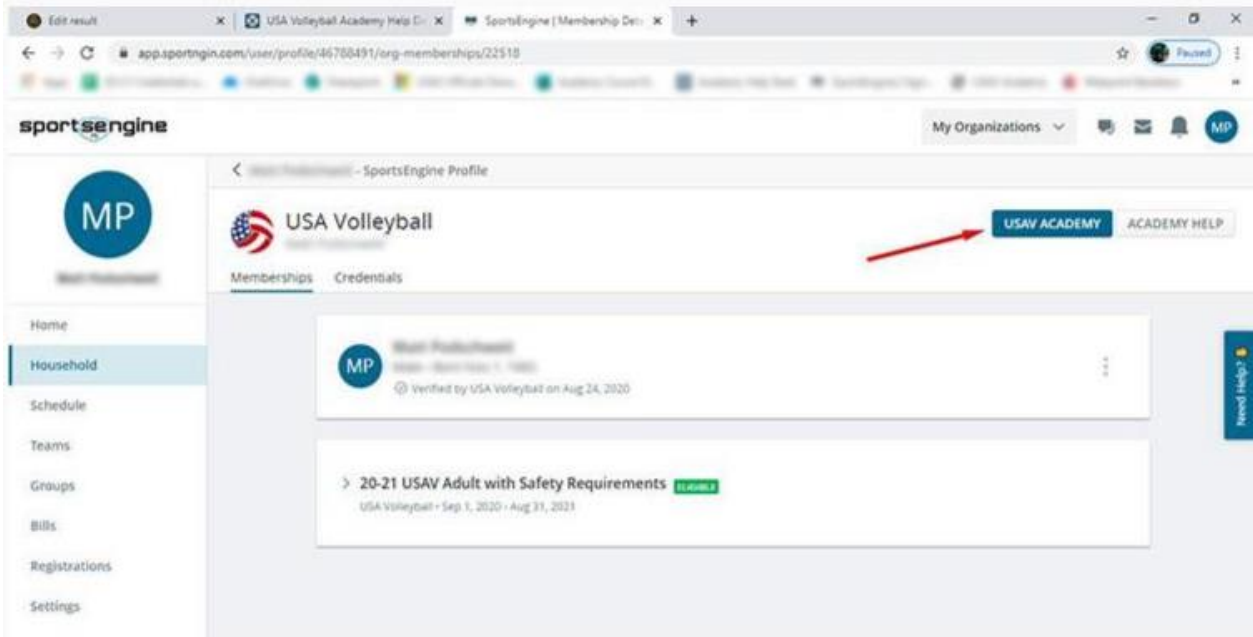 Edit result
USA Volleyball Academy Help De
SportsEngine | Membership Det
app.sportngin.com/user/profile/46788491/org-memberships/22518
Paused
sportsengine
My Organizations
MP
- SportsEngine Profile
MP
USA Volleyball
USAV ACADEMY
ACADEMY HELP
Memberships Credentials
Home
Household
Schedule
Teams
Groups
Bills
Registrations
Settings
MP
Verified by USA Volleyball on Aug 24, 2020
20-21 USAV Adult with Safety Requirements ELIGIBLE
USA Volleyball • Sep 1, 2020 - Aug 31, 2021
Need Help?